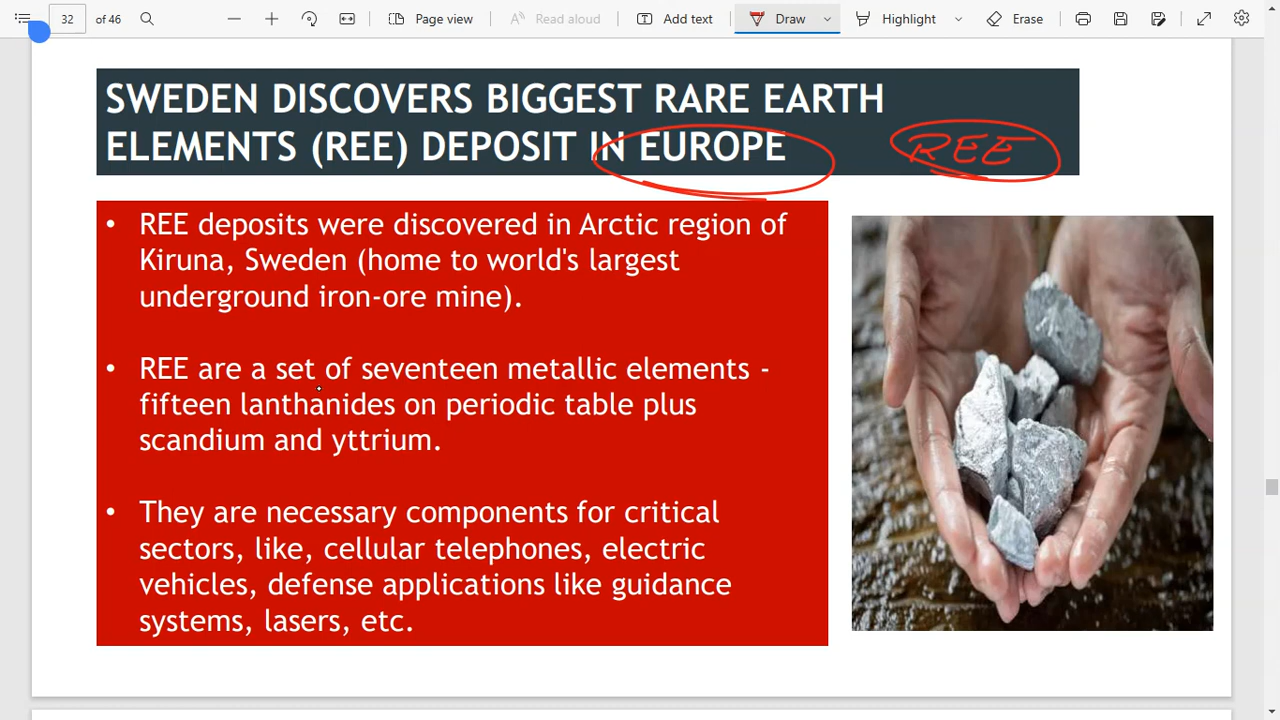 32 of 46
Page view
Read aloud
Add text
Draw
Highlight
Erase
SWEDEN DISCOVERS BIGGEST RARE EARTH
ELEMENTS (REE) DEPOSIT IN EUROPE
REE
• REE deposits were discovered in Arctic region of
Kiruna, Sweden (home to world's largest
underground iron-ore mine).
• REE are a set of seventeen metallic elements -
fifteen lanthanides on periodic table plus
scandium and yttrium.
• They are necessary components for critical
sectors, like, cellular telephones, electric
vehicles, defense applications like guidance
systems, lasers, etc.